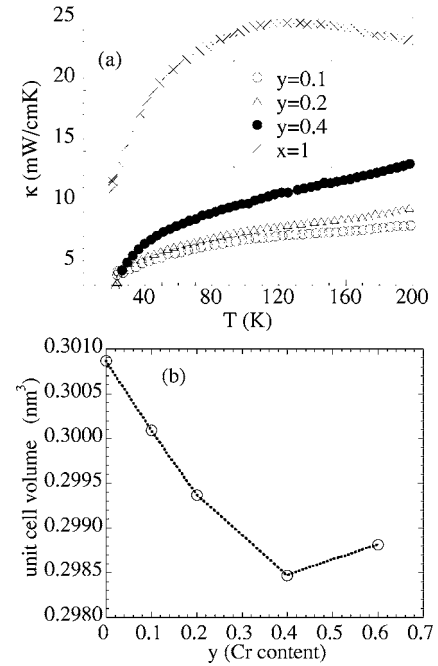 25
(a)
20
κ (mW/cmK)
15
10
5
y=0.1
y=0.2
y=0.4
x=1
40 80 120 160 200
T (K)
(b)
0.3010
0.3005
0.3000
0.2995
0.2990
0.2985
0.2980
unit cell volume (nm³)
0 0.1 0.2 0.3 0.4 0.5 0.6 0.7
y (Cr content)